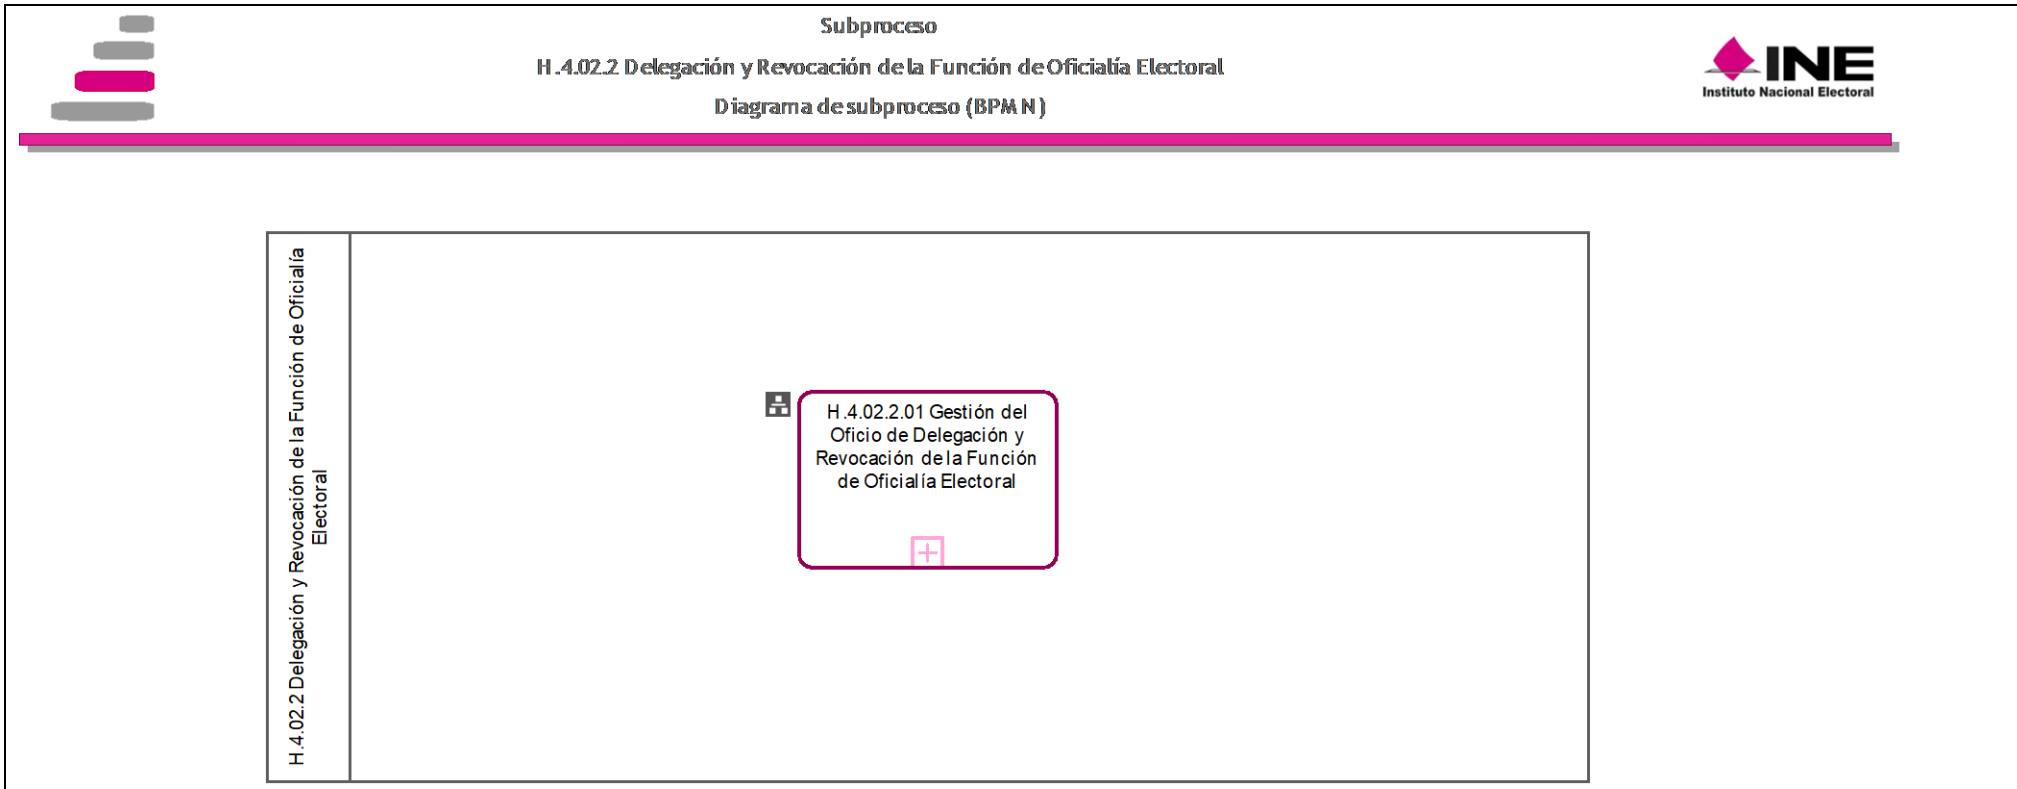 Subproceso
H.4.02.2 Delegación y Revocación de la Función de Oficialía Electoral
Diagrama de subproceso (BPMN)
INE
Instituto Nacional Electoral
H.4.02.2 Delegación y Revocación de la Función de Oficialía
Electoral
H.4.02.2.01 Gestión del
Oficio de Delegación y
Revocación de la Función
de Oficialía Electoral